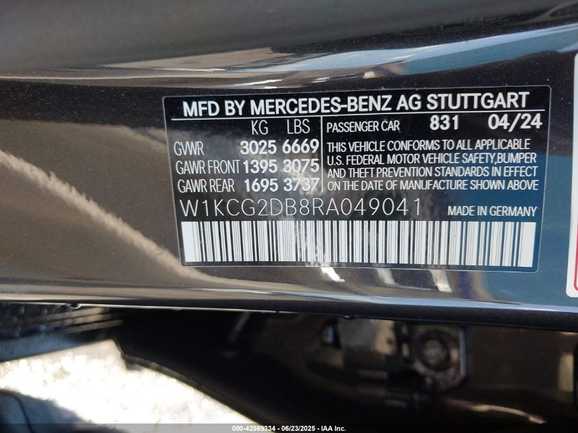 MFD BY MERCEDES-BENZ AG STUTTGART
KG LBS PASSENGER CAR 831 04/24
GVWR 3025 6669
GAWR FRONT 1395 3075
GAWR REAR 1695 3737
THIS VEHICLE CONFORMS TO ALL APPLICABLE
U.S. FEDERAL MOTOR VEHICLE SAFETY, BUMPER
AND THEFT PREVENTION STANDARDS IN EFFECT
ON THE DATE OF MANUFACTURE SHOWN ABOVE.
W1KCG2DB8RA049041 MADE IN GERMANY
06/23/2025 - IAA Inc.